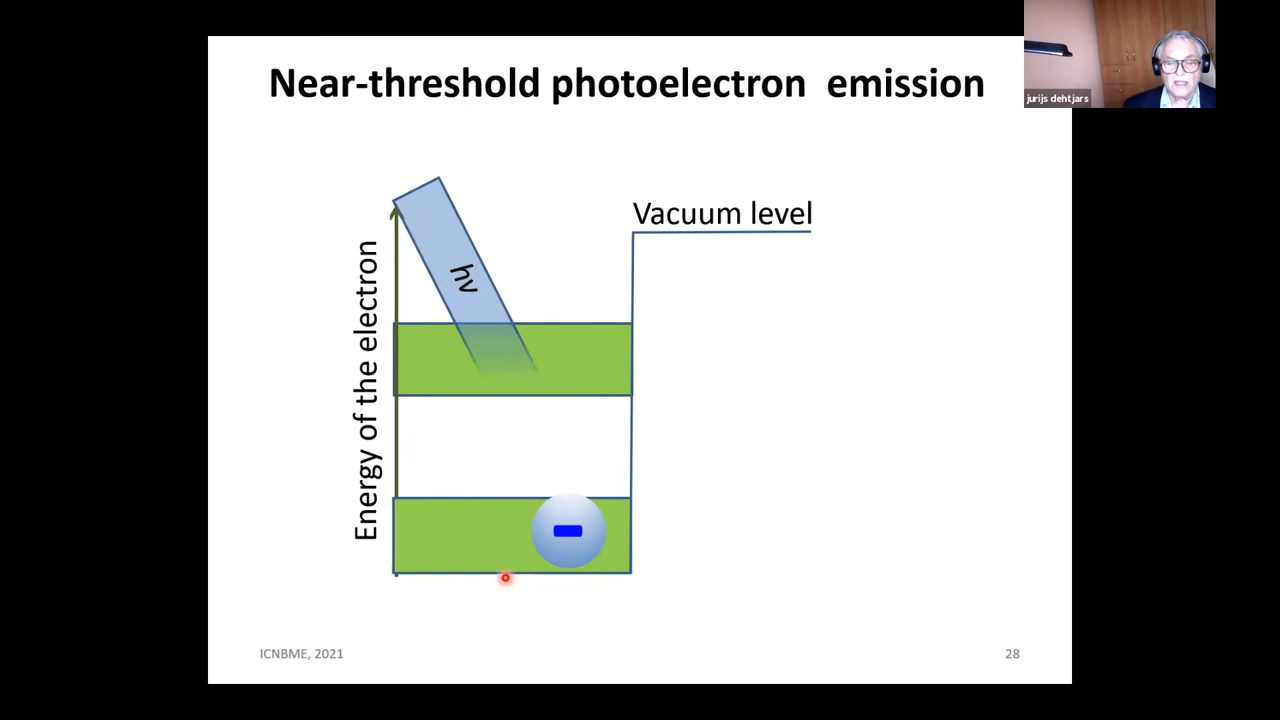 Near-threshold photoelectron emission
jurijs dehtjars
Vacuum level
hν
Energy of the electron
ICNBME, 2021
28